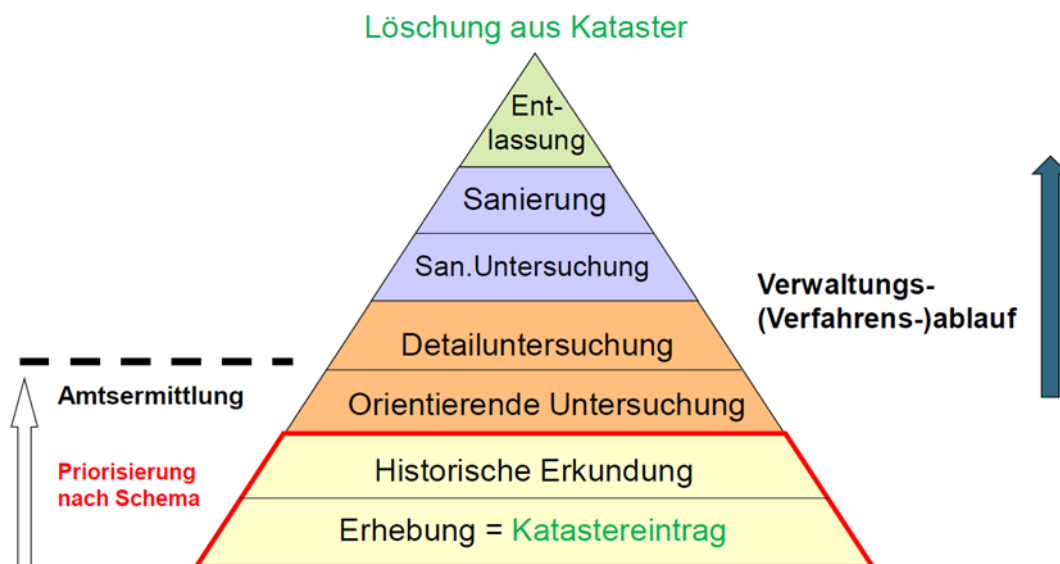 Löschung aus Kataster
Ent-
lassung
Sanierung
San.Untersuchung
Verwaltungs-
(Verfahrens-)ablauf
Detailuntersuchung
Amtsermittlung
Orientierende Untersuchung
Priorisierung
nach Schema
Historische Erkundung
Erhebung = Katastereintrag